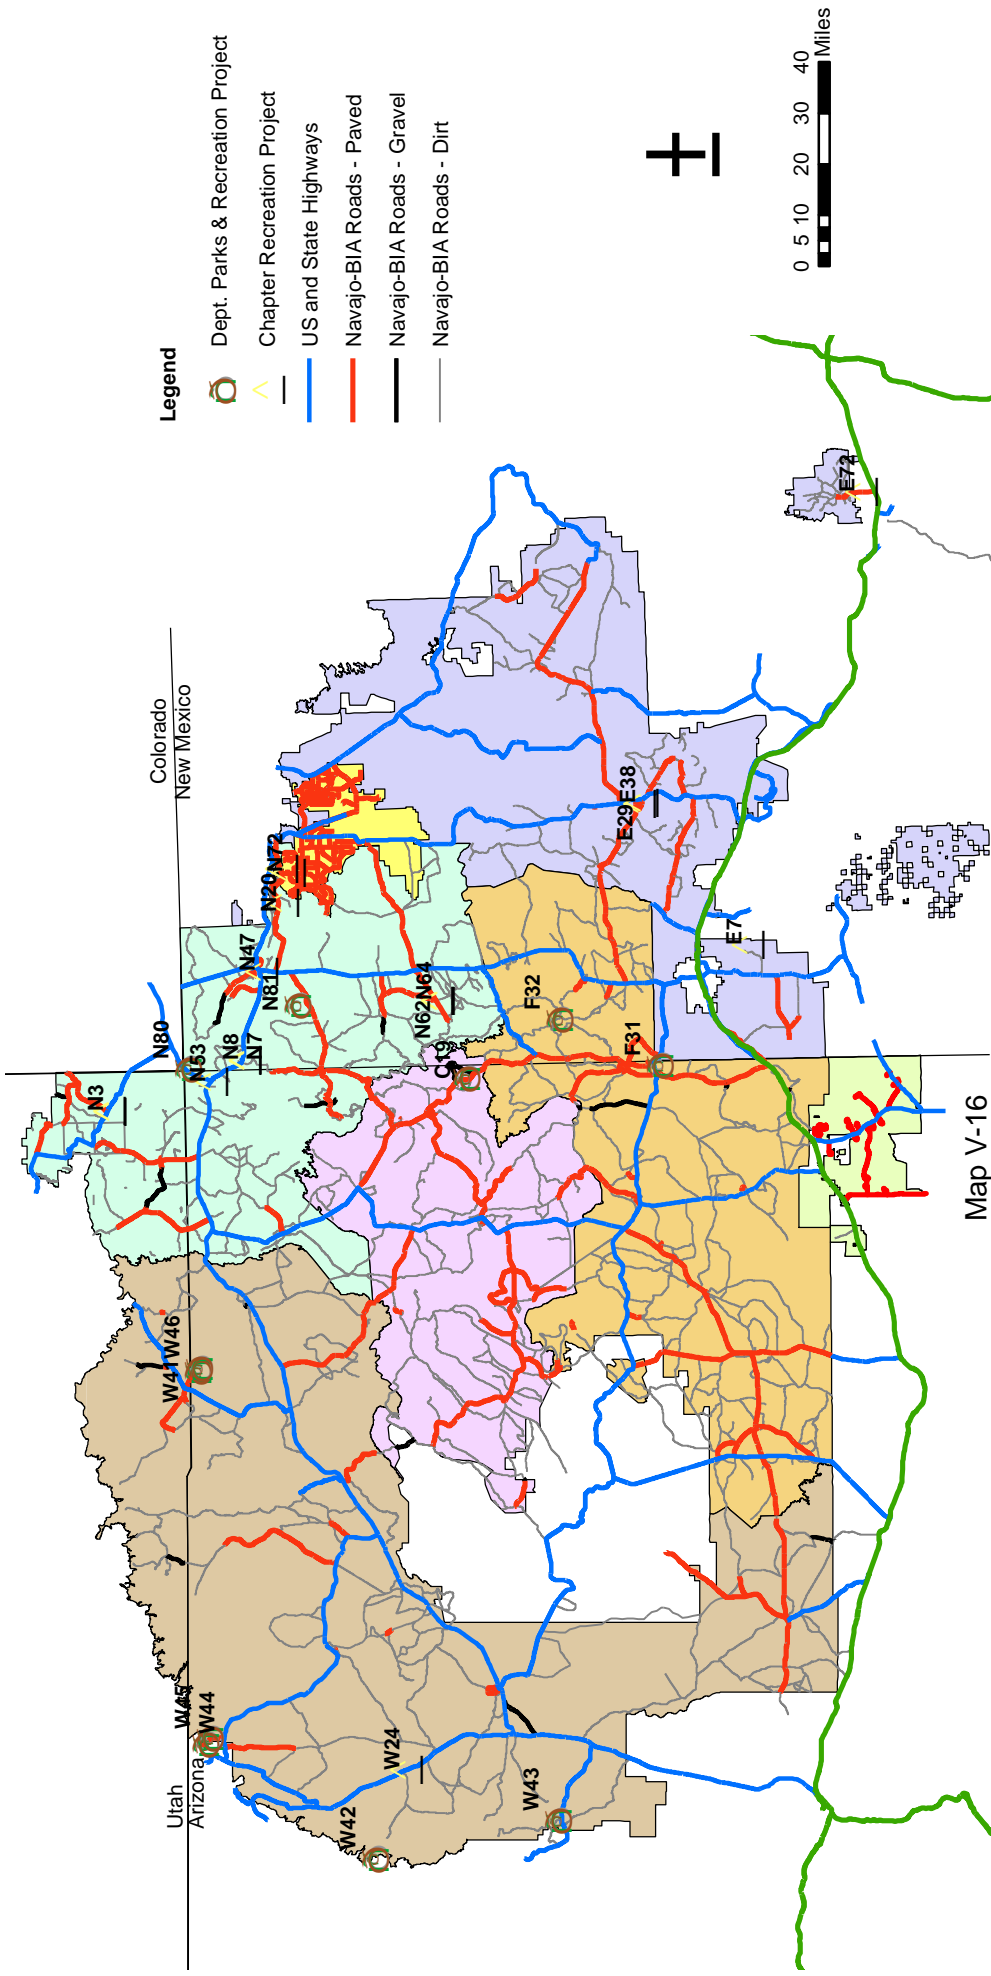 Legend
Dept. Parks & Recreation Project
Chapter Recreation Project
US and State Highways
Navajo-BIA Roads - Paved
Navajo-BIA Roads - Gravel
Navajo-BIA Roads - Dirt
0 5 10 20 30 40
Miles
Utah
Arizona
Colorado
New Mexico
W45
W44
W42
W24
W43
W41
W46
N3
N80
N53
N8
N7
N47
N81
N20
N72
N62
N64
C19
F32
F31
E29
E38
E7
E72
Map V-16